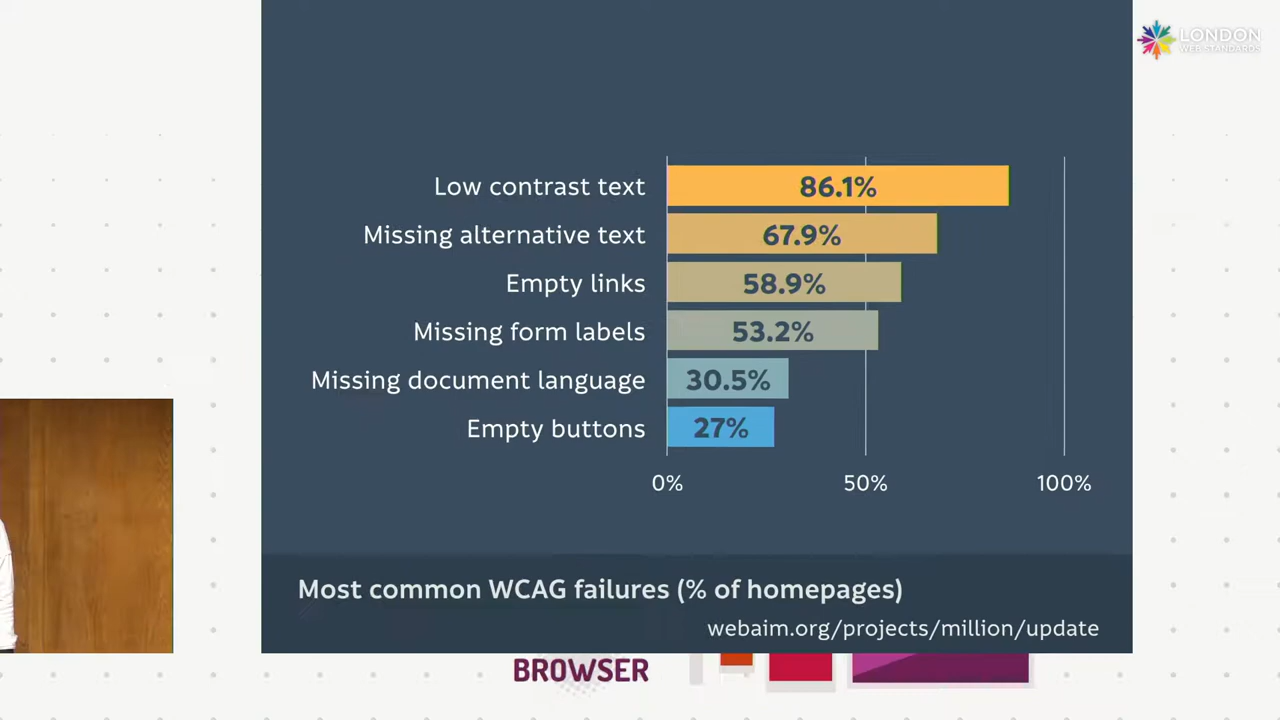 LONDON
WEB STANDARDS
Low contrast text 86.1%
Missing alternative text 67.9%
Empty links 58.9%
Missing form labels 53.2%
Missing document language 30.5%
Empty buttons 27%
0% 50% 100%
Most common WCAG failures (% of homepages)
webaim.org/projects/million/update
BROWSER